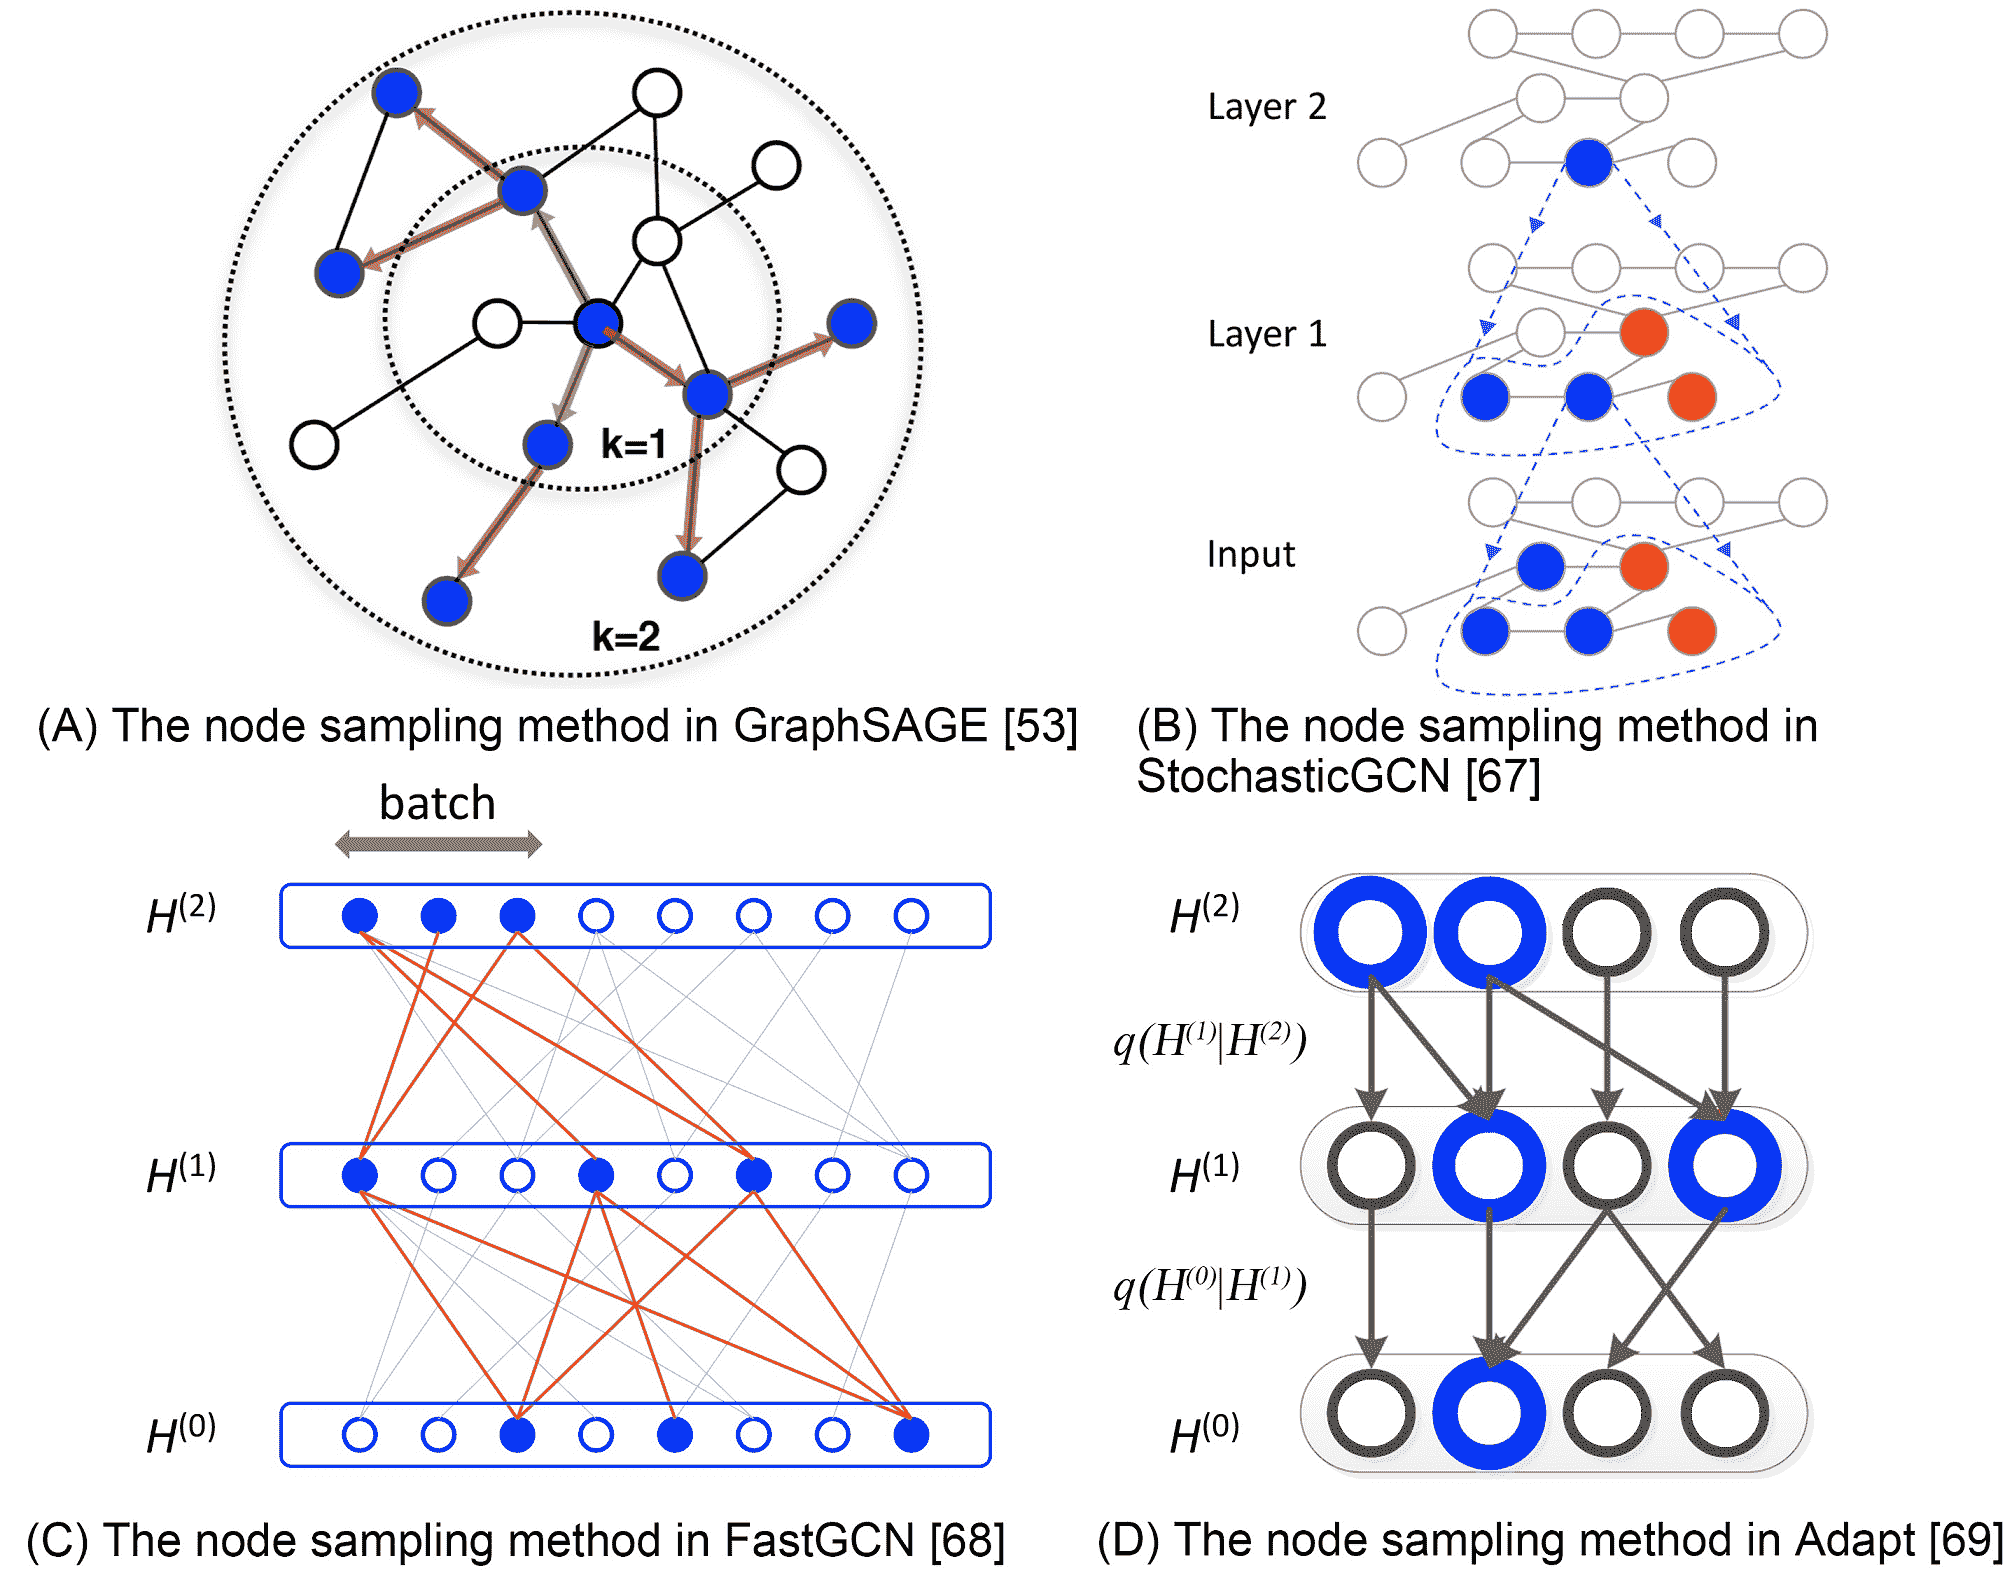 k=1
k=2
(A) The node sampling method in GraphSAGE [53]
Layer 2
Layer 1
Input
(B) The node sampling method in
StochasticGCN [67]
batch
H(2)
H(1)
H(0)
(C) The node sampling method in FastGCN [68]
H(2)
q(H(1)|H(2))
H(1)
q(H(0)|H(1))
H(0)
(D) The node sampling method in Adapt [69]